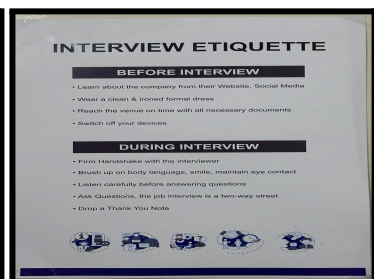 INTERVIEW ETIQUETTE
BEFORE INTERVIEW
• Learn about the company from their Website, Social Media
• Wear a clean & ironed formal dress
• Reach the venue on time with all necessary documents
• Switch off your devices
DURING INTERVIEW
• Firm Handshake with the interviewer
• Brush up on body language, smile, maintain eye contact
• Listen carefully before answering questions
• Ask Questions, the job interview is a two-way street
• Drop a Thank You Note